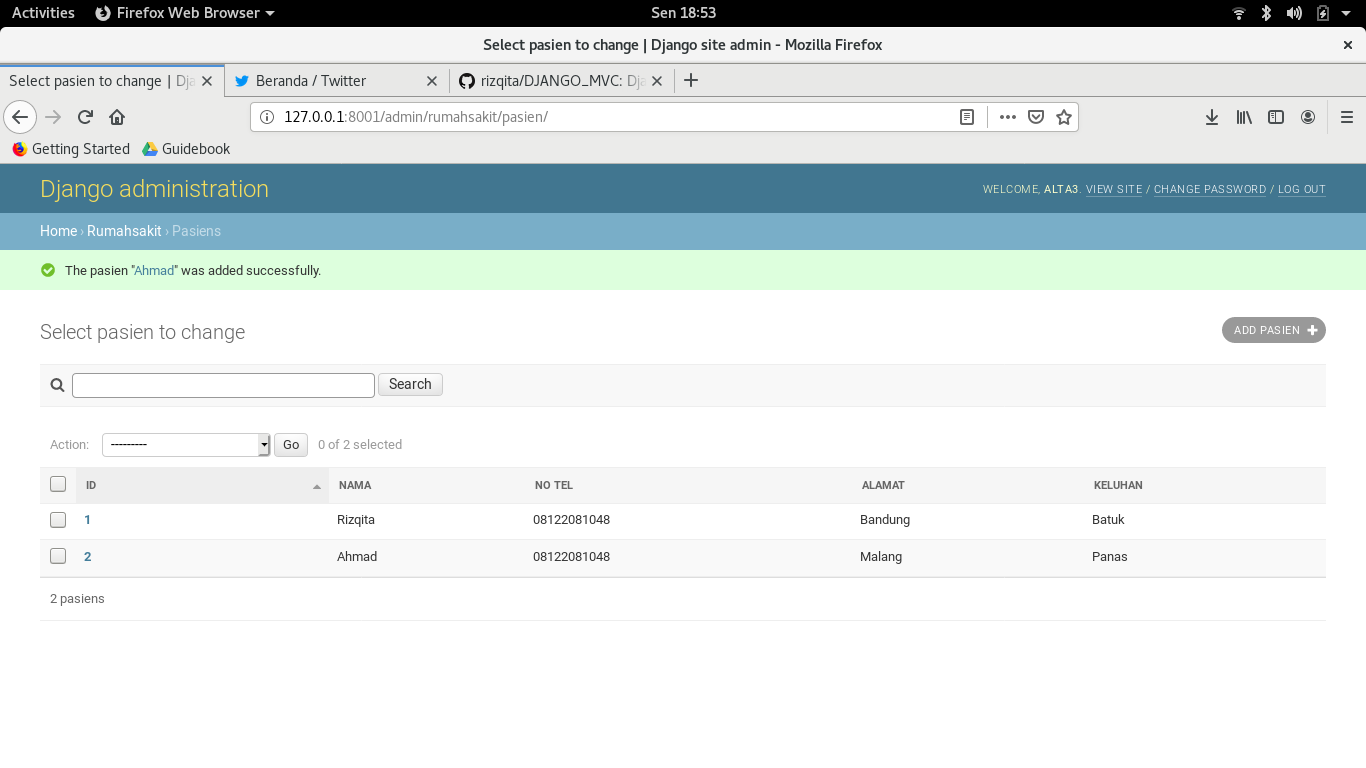 Activities Firefox Web Browser Sen 18:53
Select pasien to change | Django site admin - Mozilla Firefox
Select pasien to change | Dja Beranda / Twitter rizqita/DJANGO_MVC: Dja
127.0.0.1:8001/admin/rumahsakit/pasien/
Getting Started Guidebook
Django administration WELCOME, ALTA3. VIEW SITE / CHANGE PASSWORD / LOG OUT
Home › Rumahsakit › Pasiens
The pasien "Ahmad" was added successfully.
Select pasien to change ADD PASIEN
Search
Action: --------- Go 0 of 2 selected
ID NAMA NO TEL ALAMAT KELUHAN
1 Rizqita 08122081048 Bandung Batuk
2 Ahmad 08122081048 Malang Panas
2 pasiens